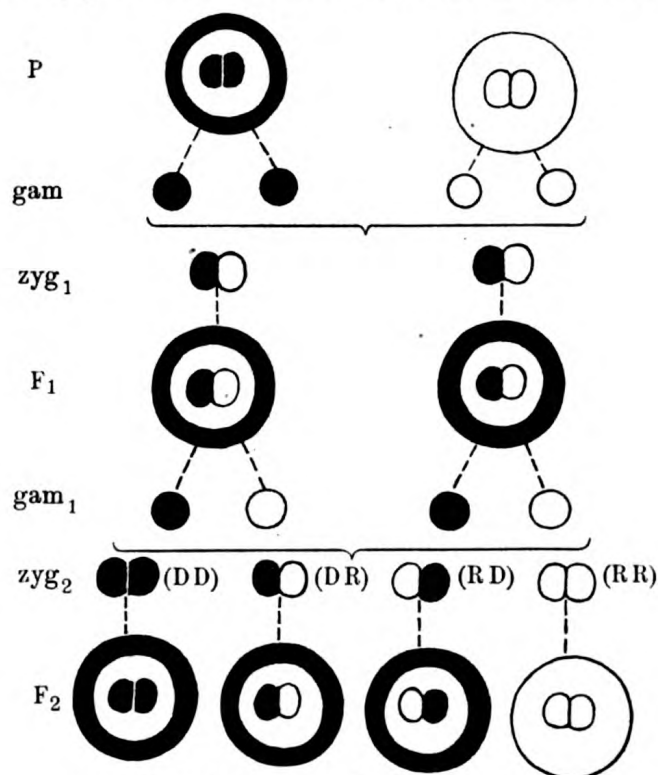 P
gam
zyg₁
F₁
gam₁
zyg₂ (DD) (DR) (RD) (RR)
F₂